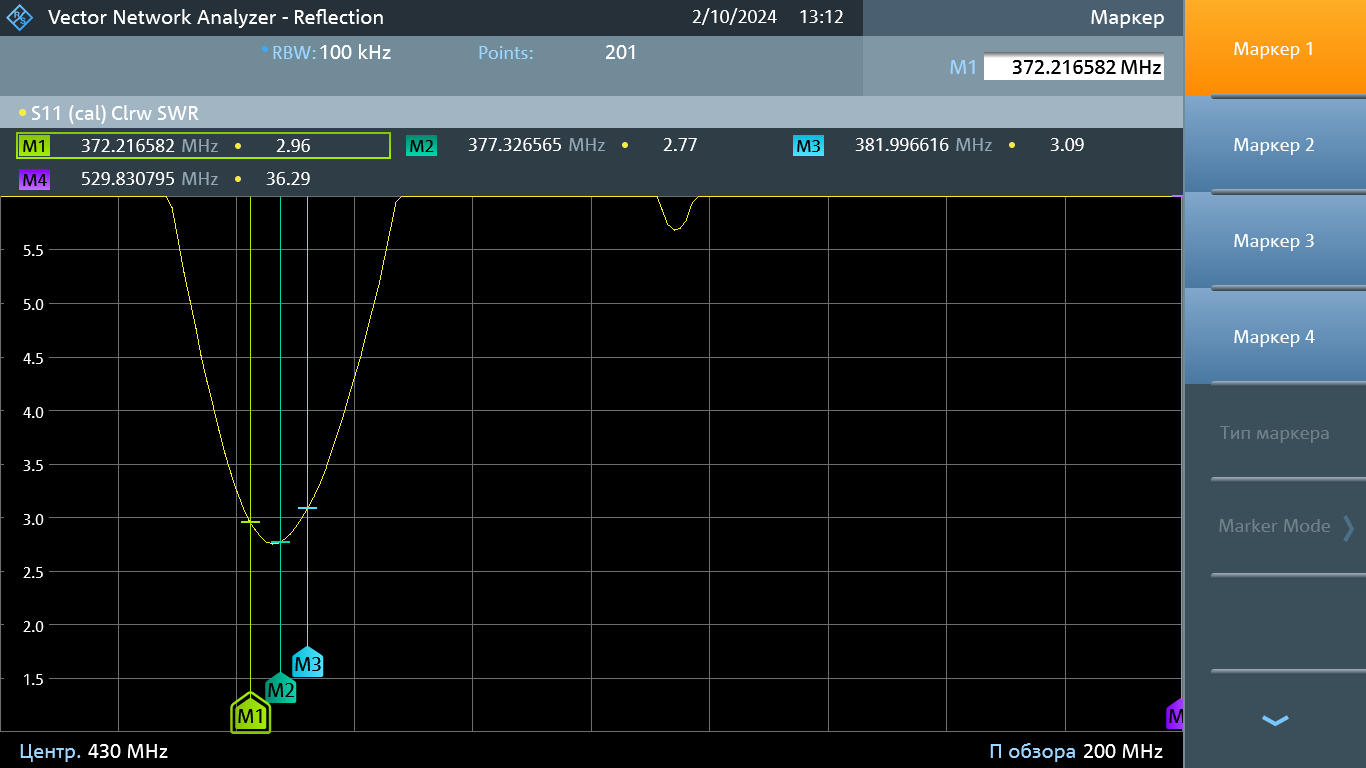 Vector Network Analyzer - Reflection 2/10/2024 13:12 Маркер
RBW: 100 kHz Points: 201
M1 372.216582 MHz
S11 (cal) Clrw SWR
M1 372.216582 MHz 2.96 M2 377.326565 MHz 2.77 M3 381.996616 MHz 3.09
M4 529.830795 MHz 36.29
5.5
5.0
4.5
4.0
3.5
3.0
2.5
2.0
1.5
M3
M2
M1
M
Центр. 430 MHz П обзора 200 MHz
Маркер 1
Маркер 2
Маркер 3
Маркер 4
Тип маркера
Marker Mode